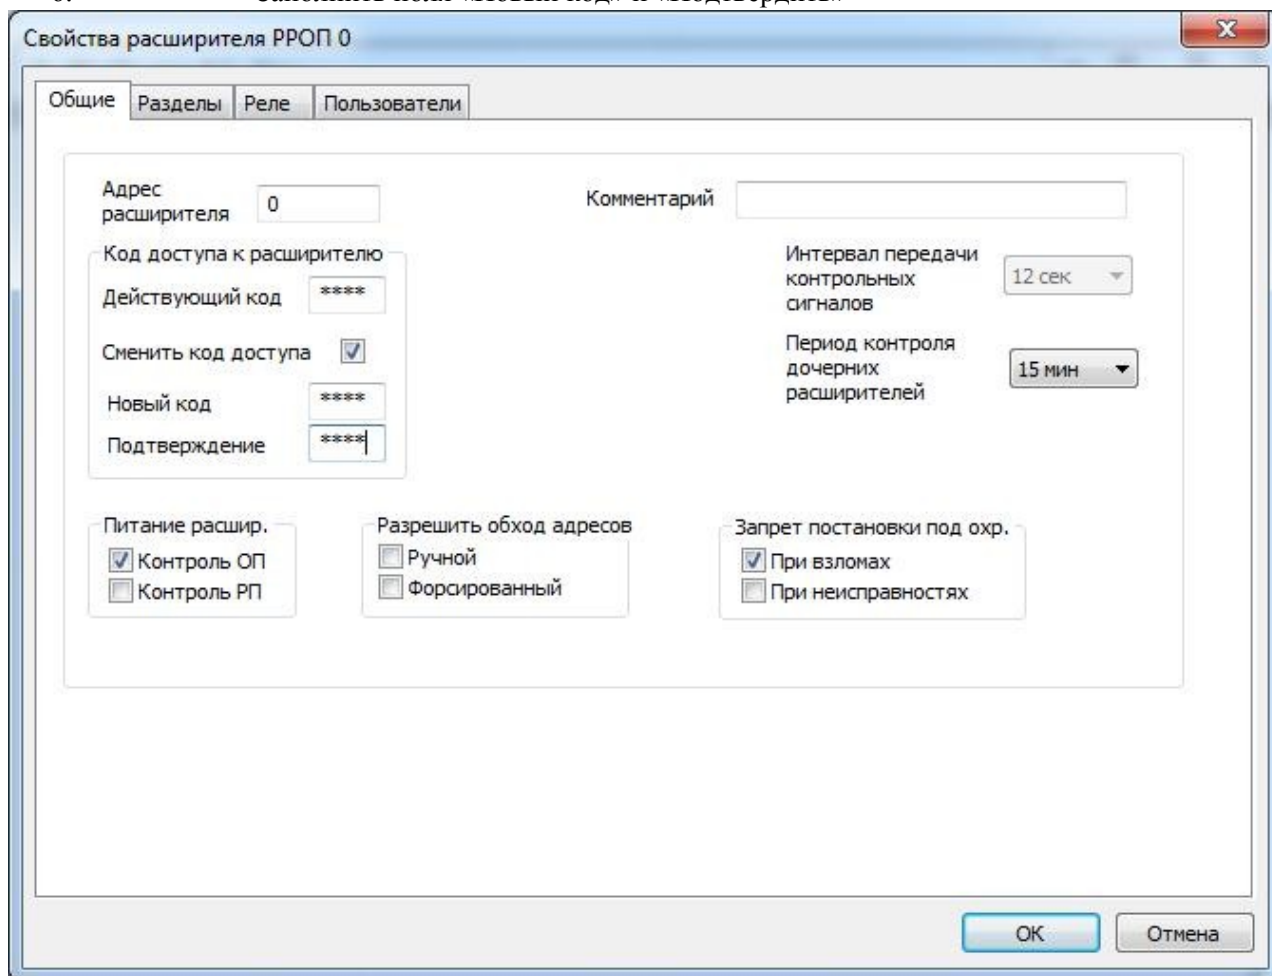 Свойства расширителя РРОП 0
Общие
Разделы
Реле
Пользователи
Адрес
расширителя
0
Комментарий
Код доступа к расширителю
Действующий код
****
Сменить код доступа
Новый код
****
Подтверждение
****
Интервал передачи
контрольных
сигналов
12 сек
Период контроля
дочерних
расширителей
15 мин
Питание расшир.
Контроль ОП
Контроль РП
Разрешить обход адресов
Ручной
Форсированный
Запрет постановки под охр.
При взломах
При неисправностях
OK
Отмена